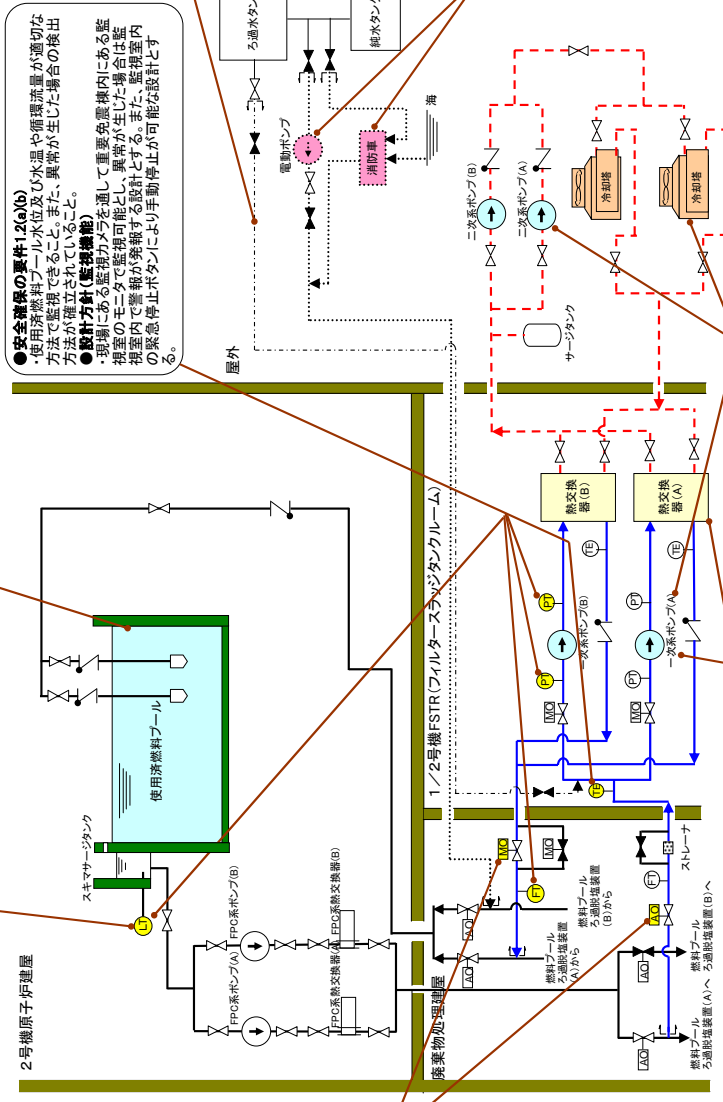 ●安全確保の要件1.2(a)(b)
・使用済燃料プール水位及び水温や循環流量が適切な
方法で監視できること。また、異常が生じた場合の検出
方法が確立されていること。
●設計方針(監視機能)
・現場にある監視カメラを通して重要免震棟内にある監
視室のモニタで監視可能とし、異常が生じた場合は監
視室内で警報が発報する設計とする。また、監視室内
の緊急停止ボタンにより手動停止が可能な設計とす
る。
2号機原子炉建屋
スキマサージタンク
使用済燃料プール
LT
FPC系ポンプ(B)
FPC系ポンプ(A)
FPC系熱交換器(B)
FPC系熱交換器(A)
屋外
ろ過水タンク
純水タンク
電動ポンプ
消防車
海
二次系ポンプ(B)
二次系ポンプ(A)
冷却塔
冷却塔
サージタンク
1/2号機FSTR(フィルタースラッジタンクルーム)
熱交換
器(B)
熱交換
器(A)
TE
TE
PT
PT
PT
PT
一次系ポンプ(B)
一次系ポンプ(A)
MO
MO
TE
廃棄物処理建屋
MO
MO
FT
AO
AO
燃料プール
ろ過脱塩装置
(B)から
燃料プール
ろ過脱塩装置
(A)から
ストレーナ
FT
AO
AO
AO
燃料プール
ろ過脱塩装置(B)へ
燃料プール
ろ過脱塩装置(A)へ